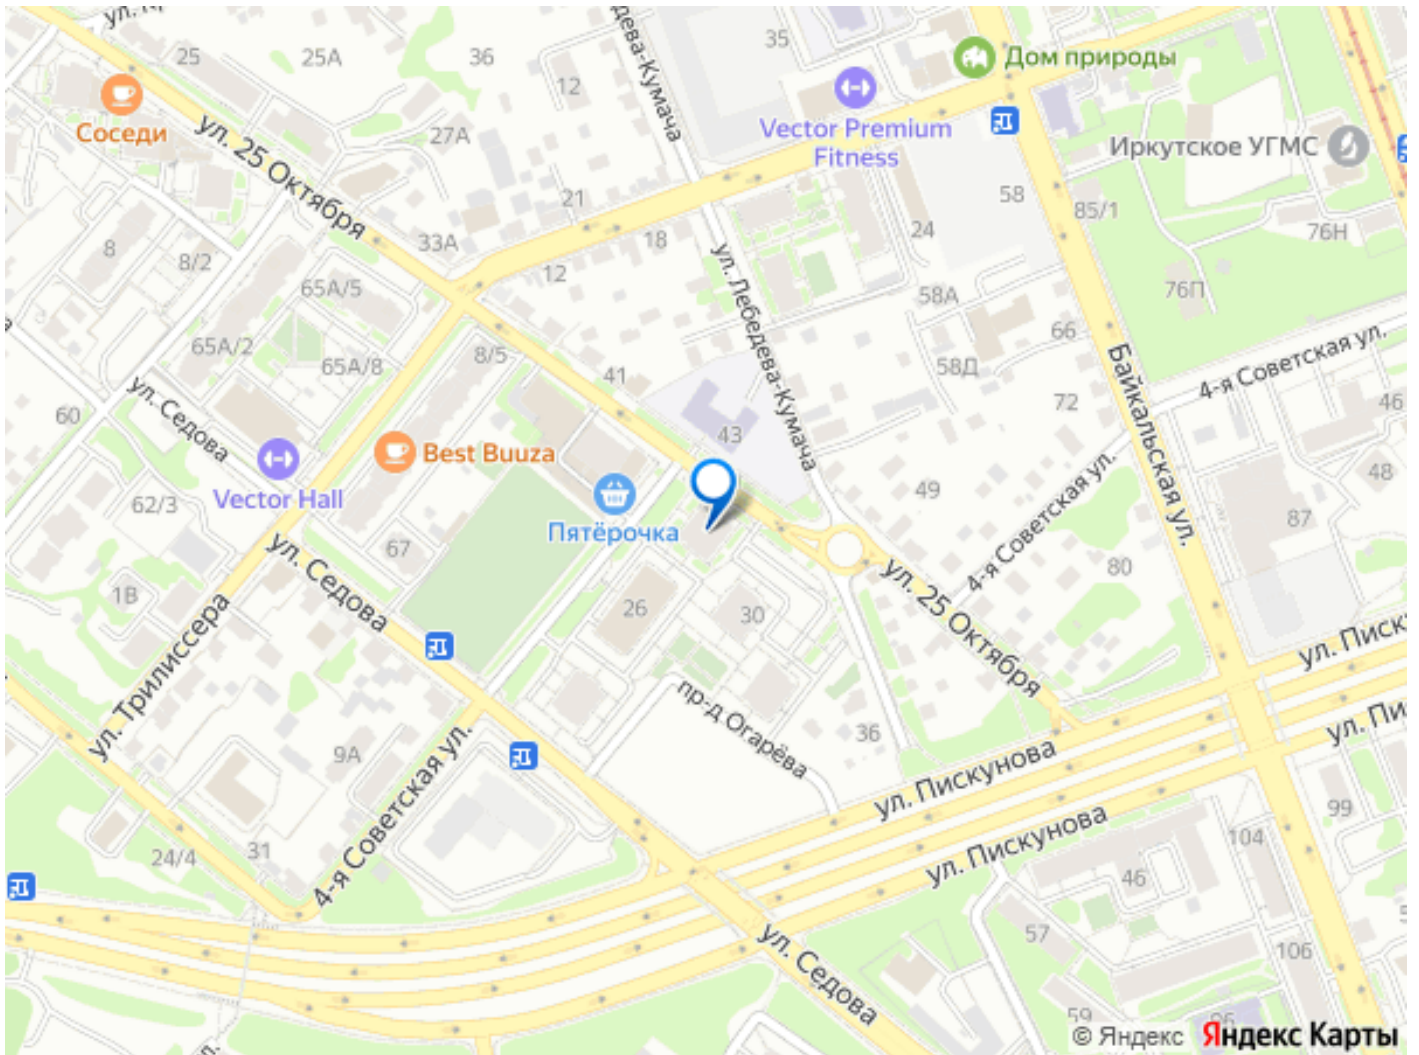 25
25А
36
35
12
Дом природы
Соседи
ул. 25 Октября
27А
Vector Premium
Fitness
Иркутское УГМС
21
58
85/1
8
8/2
33А
18
ул. Лебедева-Кумача
24
76Н
65А/5
12
58А
76П
65А/2
65А/8
8/5
41
66
58Д
Байкальская ул.
4-я Советская ул.
ул. Седова
60
43
72
46
Best Buuza
Vector Hall
62/3
Пятёрочка
49
48
87
67
ул. Седова
1В
26
30
ул. 25 Октября
4-я Советская ул.
80
ул. Трилиссера
пр-д Огарёва
36
9А
4-я Советская ул.
ул. Пискунова
ул. Пискунова
99
104
24/4
31
46
57
106
ул. Седова
59
© Яндекс Яндекс Карты